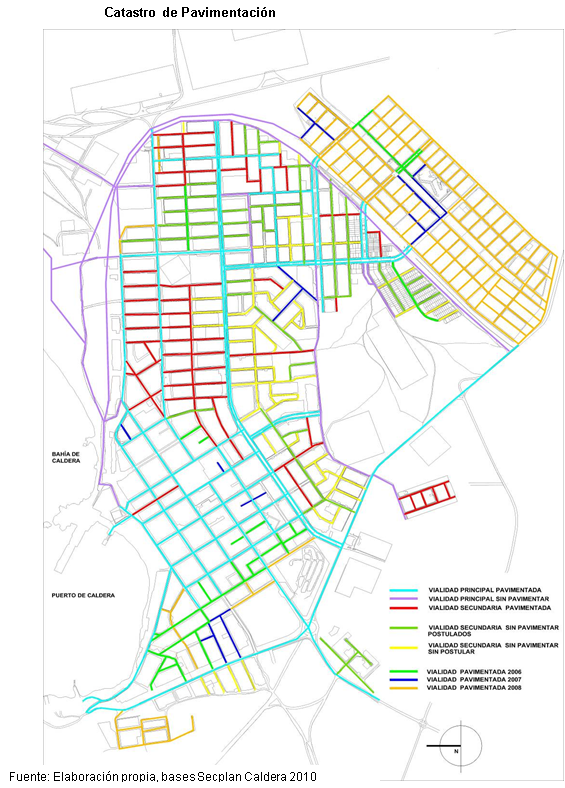 Catastro de Pavimentación
BAHÍA DE
CALDERA
PUERTO DE CALDERA
VIALIDAD PRINCIPAL PAVIMENTADA
VIALIDAD PRINCIPAL SIN PAVIMENTAR
VIALIDAD SECUNDARIA PAVIMENTADA
VIALIDAD SECUNDARIA SIN PAVIMENTAR
POSTULADOS
VIALIDAD SECUNDARIA SIN PAVIMENTAR
SIN POSTULAR
VIALIDAD PAVIMENTADA 2006
VIALIDAD PAVIMENTADA 2007
VIALIDAD PAVIMENTADA 2008
N
Fuente: Elaboración propia, bases Secplan Caldera 2010